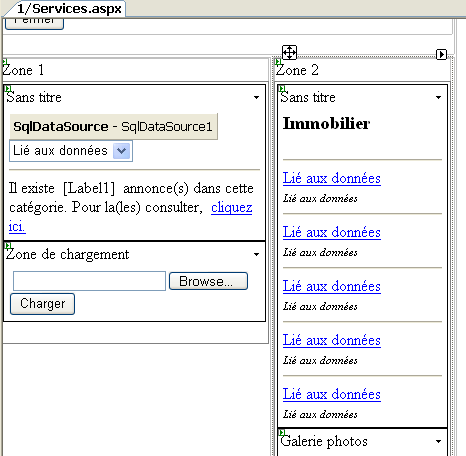 1/Services.aspx
Fermer
Zone 1
Sans titre
SqlDataSource - SqlDataSource1
Lié aux données
Il existe [Label1] annonce(s) dans cette
catégorie. Pour la(les) consulter, cliquez
ici.
Zone de chargement
Browse...
Charger
Zone 2
Sans titre
Immobilier
Lié aux données
Lié aux données
Lié aux données
Lié aux données
Lié aux données
Lié aux données
Lié aux données
Lié aux données
Lié aux données
Lié aux données
Galerie photos